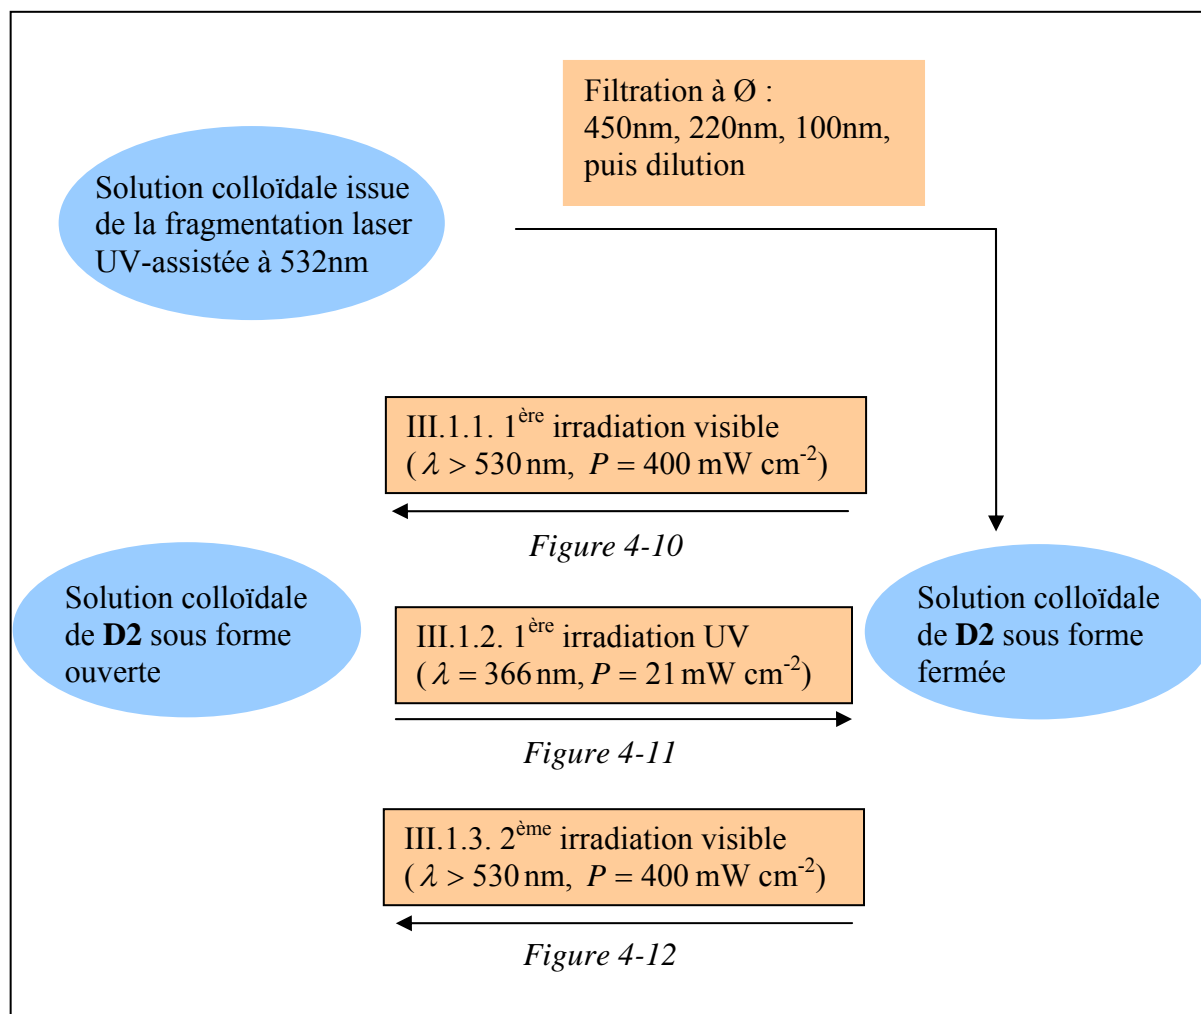 Filtration à Ø :
450nm, 220nm, 100nm,
puis dilution
Solution colloïdale issue
de la fragmentation laser
UV-assistée à 532nm
III.1.1. 1ère irradiation visible
( λ > 530 nm, P = 400 mW cm-2)
Figure 4-10
Solution colloïdale
de D2 sous forme
ouverte
III.1.2. 1ère irradiation UV
( λ = 366 nm, P = 21 mW cm-2)
Figure 4-11
Solution colloïdale
de D2 sous forme
fermée
III.1.3. 2ème irradiation visible
( λ > 530 nm, P = 400 mW cm-2)
Figure 4-12